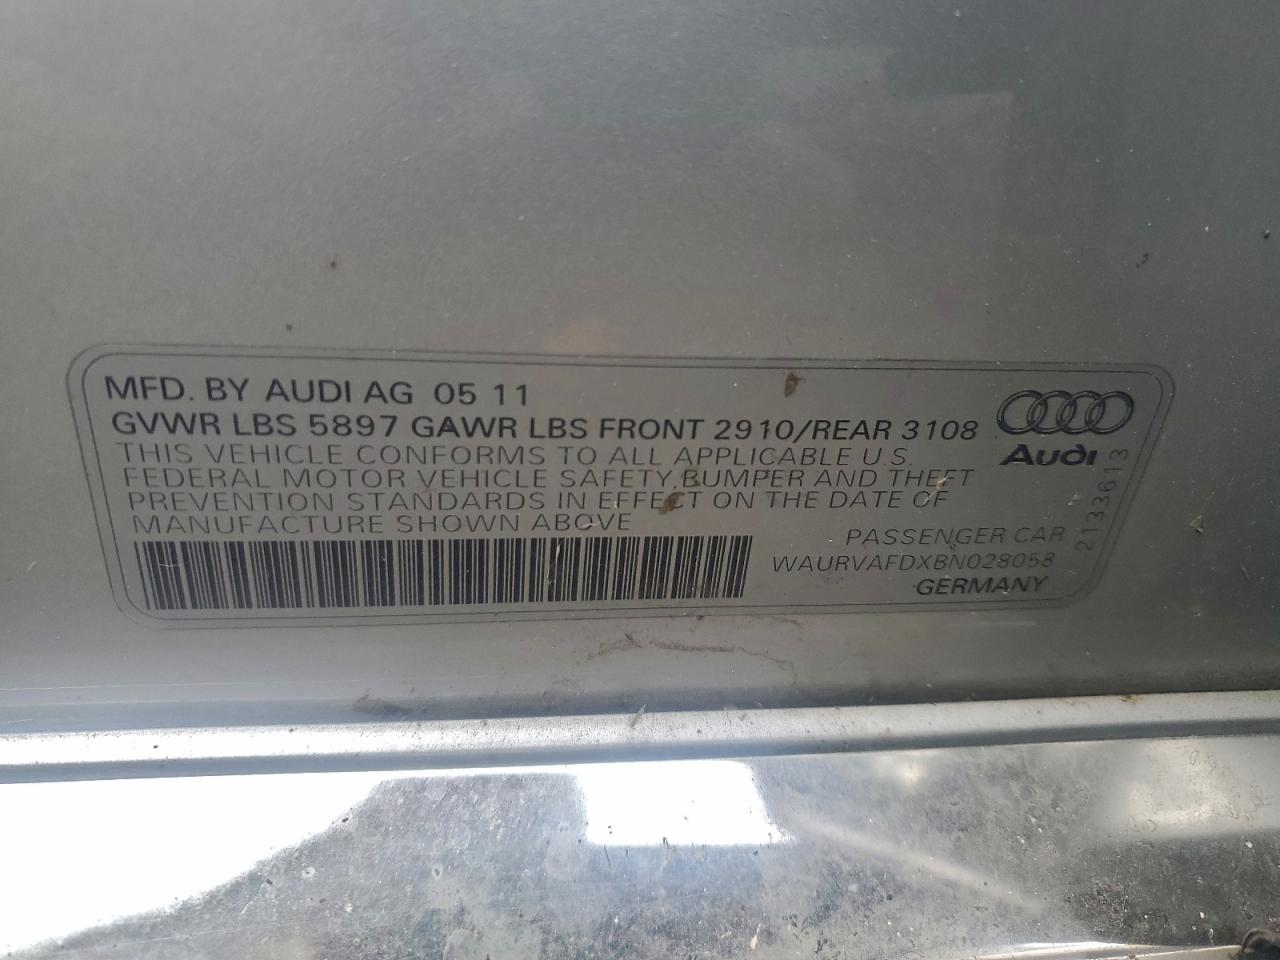 MFD. BY AUDI AG 05 11
GVWR LBS 5897 GAWR LBS FRONT 2910/REAR 3108
THIS VEHICLE CONFORMS TO ALL APPLICABLE U.S.
FEDERAL MOTOR VEHICLE SAFETY, BUMPER AND THEFT
PREVENTION STANDARDS IN EFFECT ON THE DATE OF
MANUFACTURE SHOWN ABOVE
Audi
2133613
PASSENGER CAR
WAURVAFDXBN028058
GERMANY